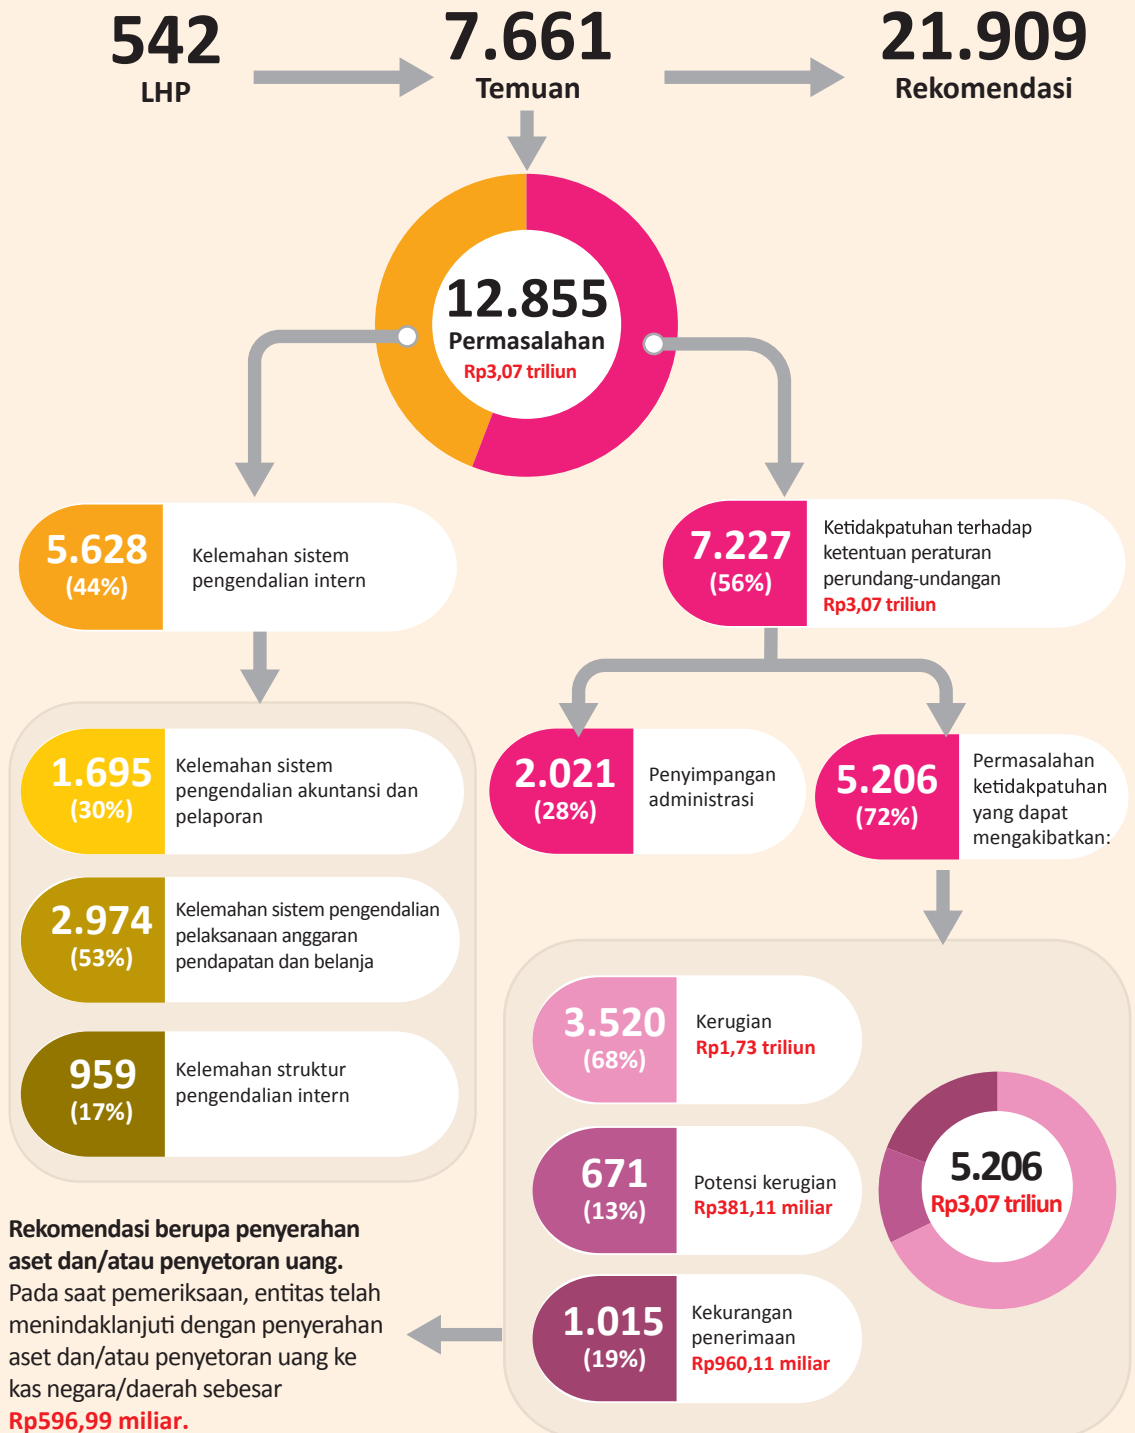 542
LHP
7.661
Temuan
21.909
Rekomendasi
12.855
Permasalahan
Rp3,07 triliun
5.628
(44%)
Kelemahan sistem
pengendalian intern
7.227
(56%)
Ketidakpatuhan terhadap
ketentuan peraturan
perundang-undangan
Rp3,07 triliun
1.695
(30%)
Kelemahan sistem
pengendalian akuntansi dan
pelaporan
2.974
(53%)
Kelemahan sistem pengendalian
pelaksanaan anggaran
pendapatan dan belanja
959
(17%)
Kelemahan struktur
pengendalian intern
2.021
(28%)
Penyimpangan
administrasi
5.206
(72%)
Permasalahan
ketidakpatuhan
yang dapat
mengakibatkan:
3.520
(68%)
Kerugian
Rp1,73 triliun
671
(13%)
Potensi kerugian
Rp381,11 miliar
1.015
(19%)
Kekurangan
penerimaan
Rp960,11 miliar
5.206
Rp3,07 triliun
Rekomendasi berupa penyerahan
aset dan/atau penyetoran uang.
Pada saat pemeriksaan, entitas telah
menindaklanjuti dengan penyerahan
aset dan/atau penyetoran uang ke
kas negara/daerah sebesar
Rp596,99 miliar.